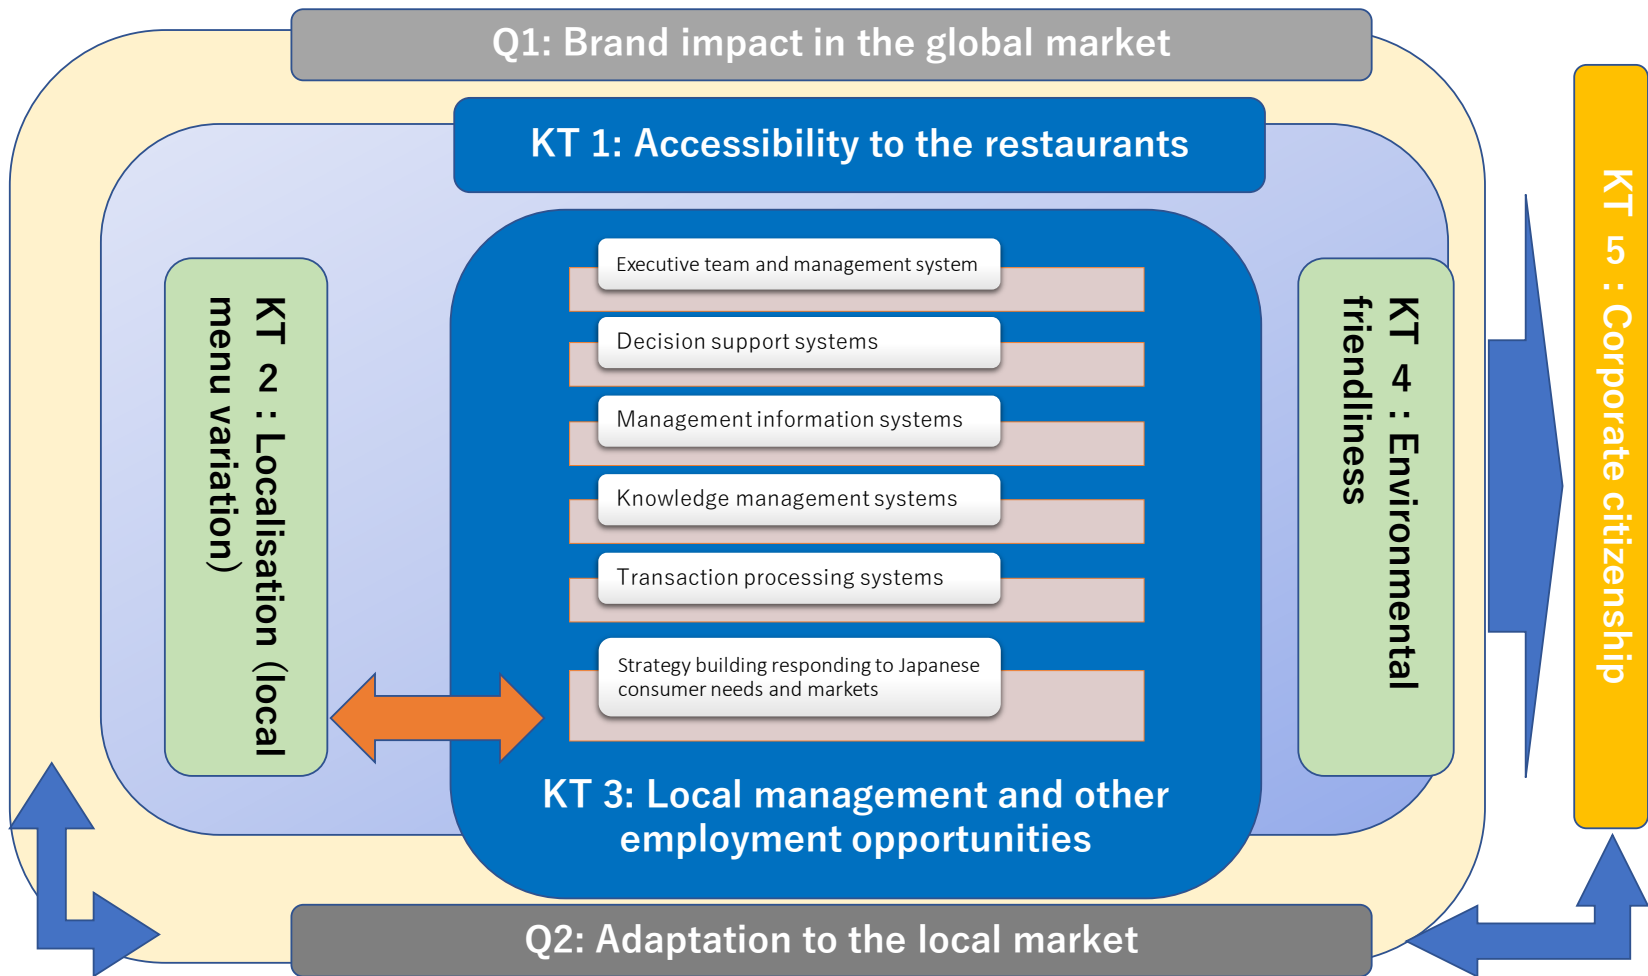 Q1: Brand impact in the global market
KT 1: Accessibility to the restaurants
KT 2：Localisation (local
menu variation)
Executive team and management system
Decision support systems
Management information systems
Knowledge management systems
Transaction processing systems
Strategy building responding to Japanese
consumer needs and markets
KT 3: Local management and other
employment opportunities
KT 4：Environmental
friendliness
KT 5：Corporate citizenship
Q2: Adaptation to the local market